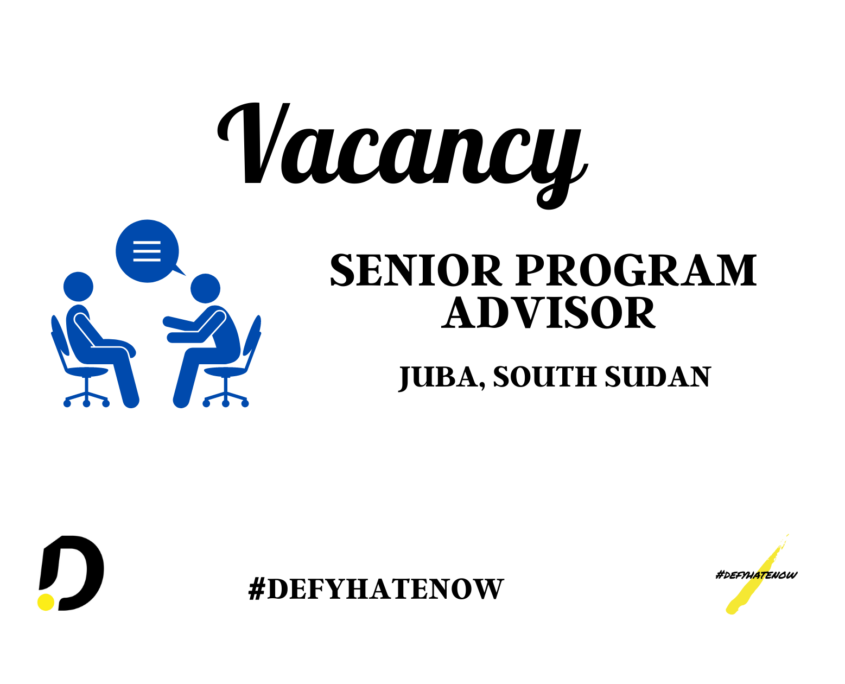 Vacancy
SENIOR PROGRAM
ADVISOR
JUBA, SOUTH SUDAN
D
#DEFYHATENOW
#DEFYHATENOW